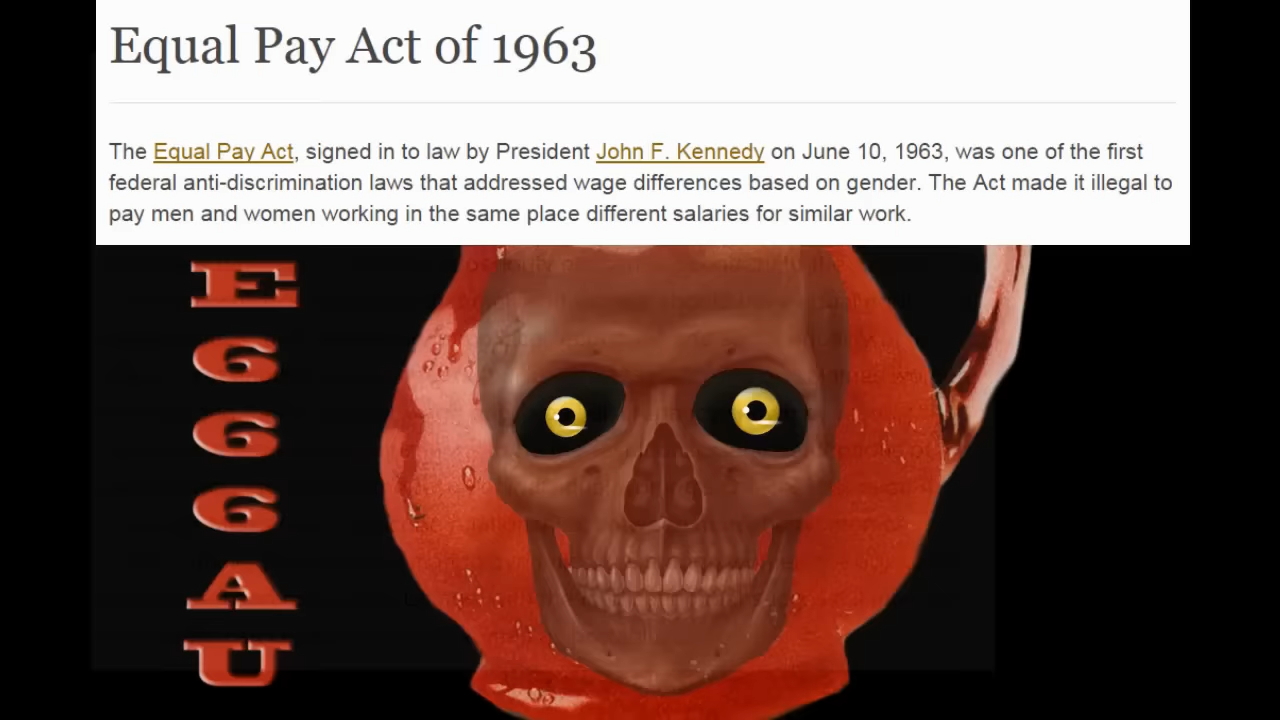 Equal Pay Act of 1963
The Equal Pay Act, signed in to law by President John F. Kennedy on June 10, 1963, was one of the first
federal anti-discrimination laws that addressed wage differences based on gender. The Act made it illegal to
pay men and women working in the same place different salaries for similar work.
E
6
6
6
A
U